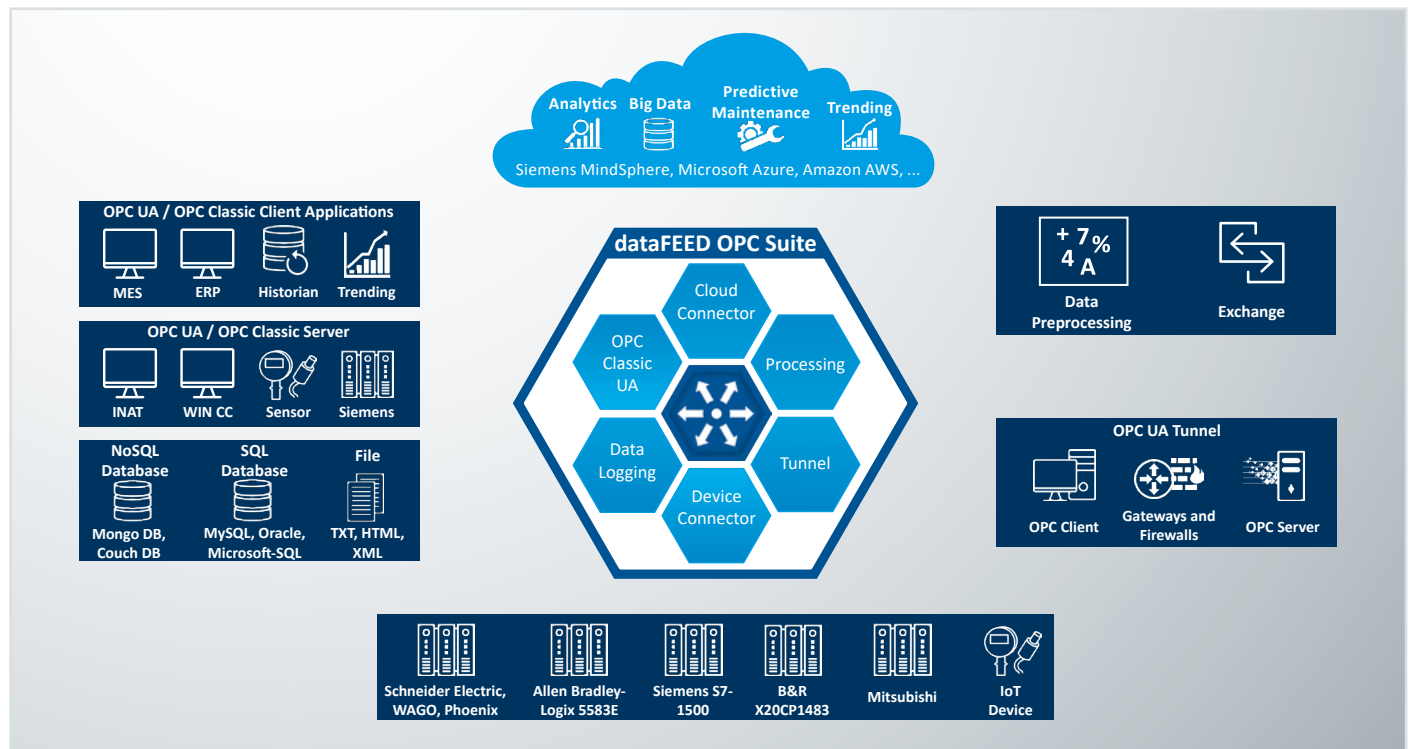 Analytics
Big Data
Predictive
Maintenance
Trending
Siemens MindSphere, Microsoft Azure, Amazon AWS, ...
OPC UA / OPC Classic Client Applications
MES
ERP
Historian
Trending
OPC UA / OPC Classic Server
INAT
WIN CC
Sensor
Siemens
NoSQL
Database
SQL
Database
File
Mongo DB,
Couch DB
MySQL, Oracle,
Microsoft-SQL
TXT, HTML,
XML
dataFEED OPC Suite
Cloud
Connector
OPC
Classic
UA
Processing
Data
Logging
Tunnel
Device
Connector
+ 7 %
4 A
Data
Preprocessing
Exchange
OPC UA Tunnel
OPC Client
Gateways and
Firewalls
OPC Server
Schneider Electric,
WAGO, Phoenix
Allen Bradley-
Logix 5583E
Siemens S7-
1500
B&R
X20CP1483
Mitsubishi
IoT
Device